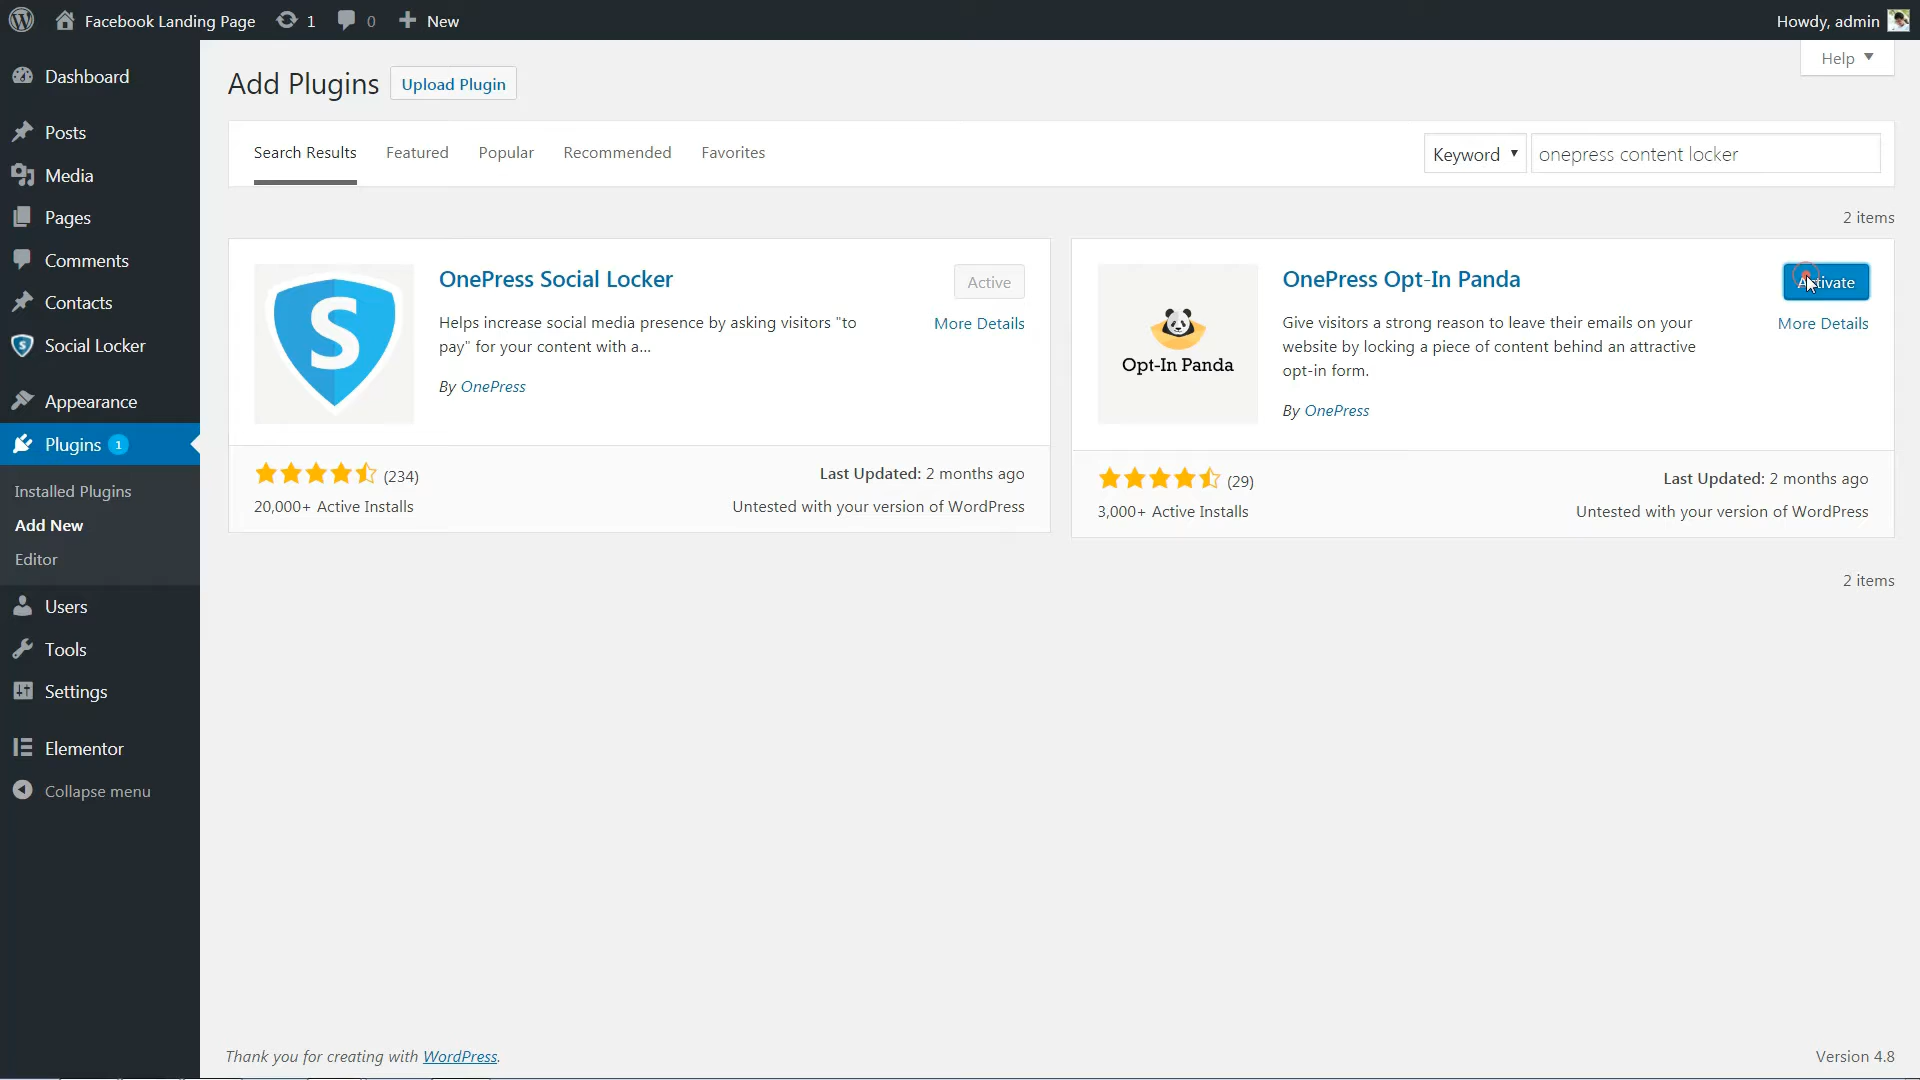 Facebook Landing Page 1 0 New Howdy, admin
Help
Dashboard
Posts
Media
Pages
Comments
Contacts
Social Locker
Appearance
Plugins 1
Installed Plugins
Add New
Editor
Users
Tools
Settings
Elementor
Collapse menu
Add Plugins Upload Plugin
Search Results Featured Popular Recommended Favorites Keyword onepress content locker
2 items
S
OnePress Social Locker
Active
Helps increase social media presence by asking visitors "to
pay" for your content with a...
More Details
By OnePress
(234)
Last Updated: 2 months ago
20,000+ Active Installs
Untested with your version of WordPress
Opt-In Panda
OnePress Opt-In Panda
Activate
Give visitors a strong reason to leave their emails on your
website by locking a piece of content behind an attractive
opt-in form.
More Details
By OnePress
(29)
Last Updated: 2 months ago
3,000+ Active Installs
Untested with your version of WordPress
2 items
Thank you for creating with WordPress.
Version 4.8